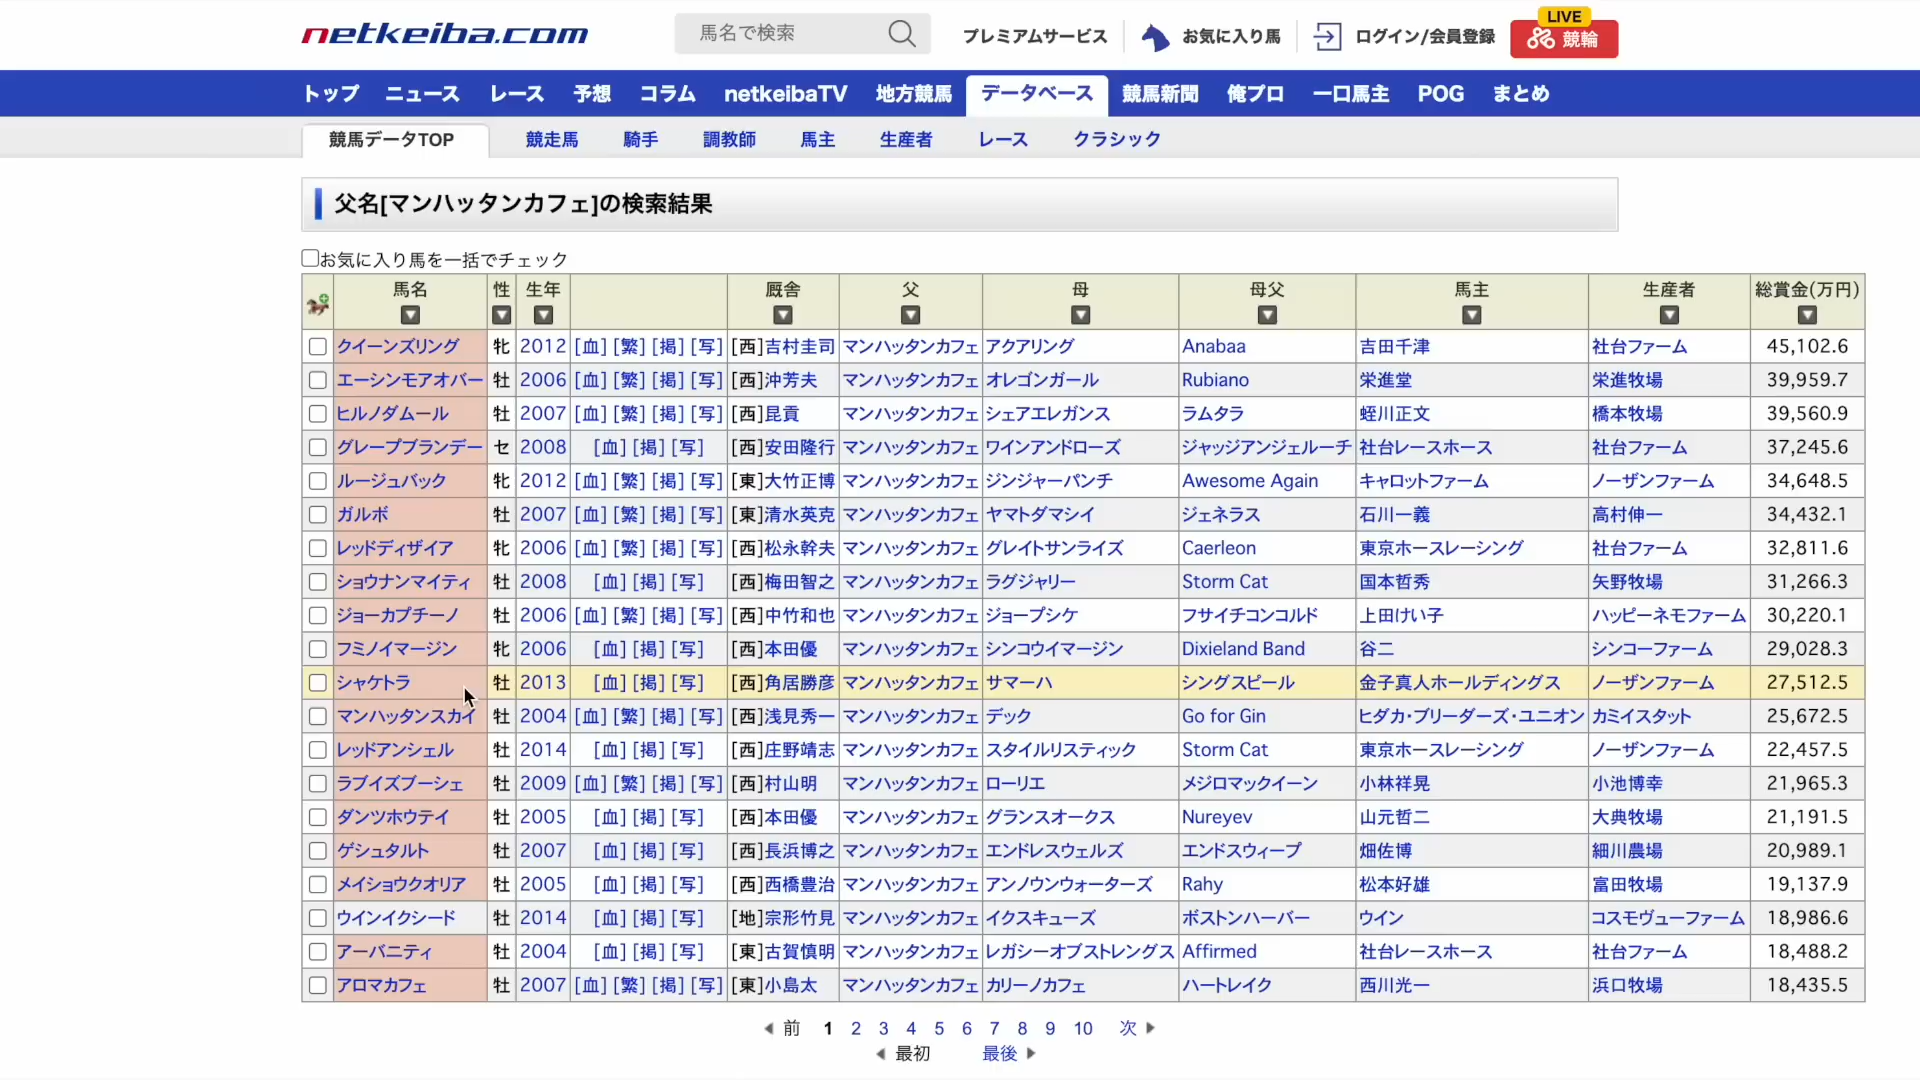 netkeiba.com 馬名で検索 プレミアムサービス お気に入り馬 ログイン/会員登録 LIVE 競輪
トップ ニュース レース 予想 コラム netkeibaTV 地方競馬 データベース 競馬新聞 俺プロ 一口馬主 POG まとめ
競馬データTOP 競走馬 騎手 調教師 馬主 生産者 レース クラシック
父名[マンハッタンカフェ]の検索結果
お気に入り馬を一括でチェック
馬名 性 生年 厩舎 父 母 母父 馬主 生産者 総賞金(万円)
クイーンズリング 牝 2012 [血] [繁] [掲] [写] [西]吉村圭司 マンハッタンカフェ アクアリング Anabaa 吉田千津 社台ファーム 45,102.6
エーシンモアオバー 牡 2006 [血] [繁] [掲] [写] [西]沖芳夫 マンハッタンカフェ オレゴンガール Rubiano 栄進堂 栄進牧場 39,959.7
ヒルノダムール 牡 2007 [血] [繁] [掲] [写] [西]昆貢 マンハッタンカフェ シェアエレガンス ラムタラ 蛭川正文 橋本牧場 39,560.9
グレープブランデー セ 2008 [血] [掲] [写] [西]安田隆行 マンハッタンカフェ ワインアンドローズ ジャッジアンジェルーチ 社台レースホース 社台ファーム 37,245.6
ルージュバック 牝 2012 [血] [繁] [掲] [写] [東]大竹正博 マンハッタンカフェ ジンジャーパンチ Awesome Again キャロットファーム ノーザンファーム 34,648.5
ガルボ 牡 2007 [血] [繁] [掲] [写] [東]清水英克 マンハッタンカフェ ヤマトダマシイ ジェネラス 石川一義 高村伸一 34,432.1
レッドディザイア 牝 2006 [血] [繁] [掲] [写] [西]松永幹夫 マンハッタンカフェ グレイトサンライズ Caerleon 東京ホースレーシング 社台ファーム 32,811.6
ショウナンマイティ 牡 2008 [血] [掲] [写] [西]梅田智之 マンハッタンカフェ ラグジャリー Storm Cat 国本哲秀 矢野牧場 31,266.3
ジョーカプチーノ 牡 2006 [血] [繁] [掲] [写] [西]中竹和也 マンハッタンカフェ ジョープシケ フサイチコンコルド 上田けい子 ハッピーネモファーム 30,220.1
フミノイマージン 牝 2006 [血] [掲] [写] [西]本田優 マンハッタンカフェ シンコウイマージン Dixieland Band 谷二 シンコーファーム 29,028.3
シャケトラ 牡 2013 [血] [掲] [写] [西]角居勝彦 マンハッタンカフェ サマーハ シングスピール 金子真人ホールディングス ノーザンファーム 27,512.5
マンハッタンスカイ 牡 2004 [血] [繁] [掲] [写] [西]浅見秀一 マンハッタンカフェ デック Go for Gin ヒダカ・ブリーダーズ・ユニオン カミイスタット 25,672.5
レッドアンシェル 牡 2014 [血] [掲] [写] [西]庄野靖志 マンハッタンカフェ スタイルリスティック Storm Cat 東京ホースレーシング ノーザンファーム 22,457.5
ラブイズブーシェ 牡 2009 [血] [繁] [掲] [写] [西]村山明 マンハッタンカフェ ローリエ メジロマックイーン 小林祥晃 小池博幸 21,965.3
ダンツホウテイ 牡 2005 [血] [掲] [写] [西]本田優 マンハッタンカフェ グランスオークス Nureyev 山元哲二 大典牧場 21,191.5
ゲシュタルト 牡 2007 [血] [掲] [写] [西]長浜博之 マンハッタンカフェ エンドレスウェルズ エンドスウィープ 畑佐博 細川農場 20,989.1
メイショウクオリア 牡 2005 [血] [掲] [写] [西]西橋豊治 マンハッタンカフェ アンノウンウォーターズ Rahy 松本好雄 富田牧場 19,137.9
ウインイクシード 牡 2014 [血] [掲] [写] [地]宗形竹見 マンハッタンカフェ イクスキューズ ボストンハーバー ウイン コスモヴューファーム 18,986.6
アーバニティ 牡 2004 [血] [掲] [写] [東]古賀慎明 マンハッタンカフェ レガシーオブストレングス Affirmed 社台レースホース 社台ファーム 18,488.2
アロマカフェ 牡 2007 [血] [繁] [掲] [写] [東]小島太 マンハッタンカフェ カリーノカフェ ハートレイク 西川光一 浜口牧場 18,435.5
前 1 2 3 4 5 6 7 8 9 10 次
最初 最後